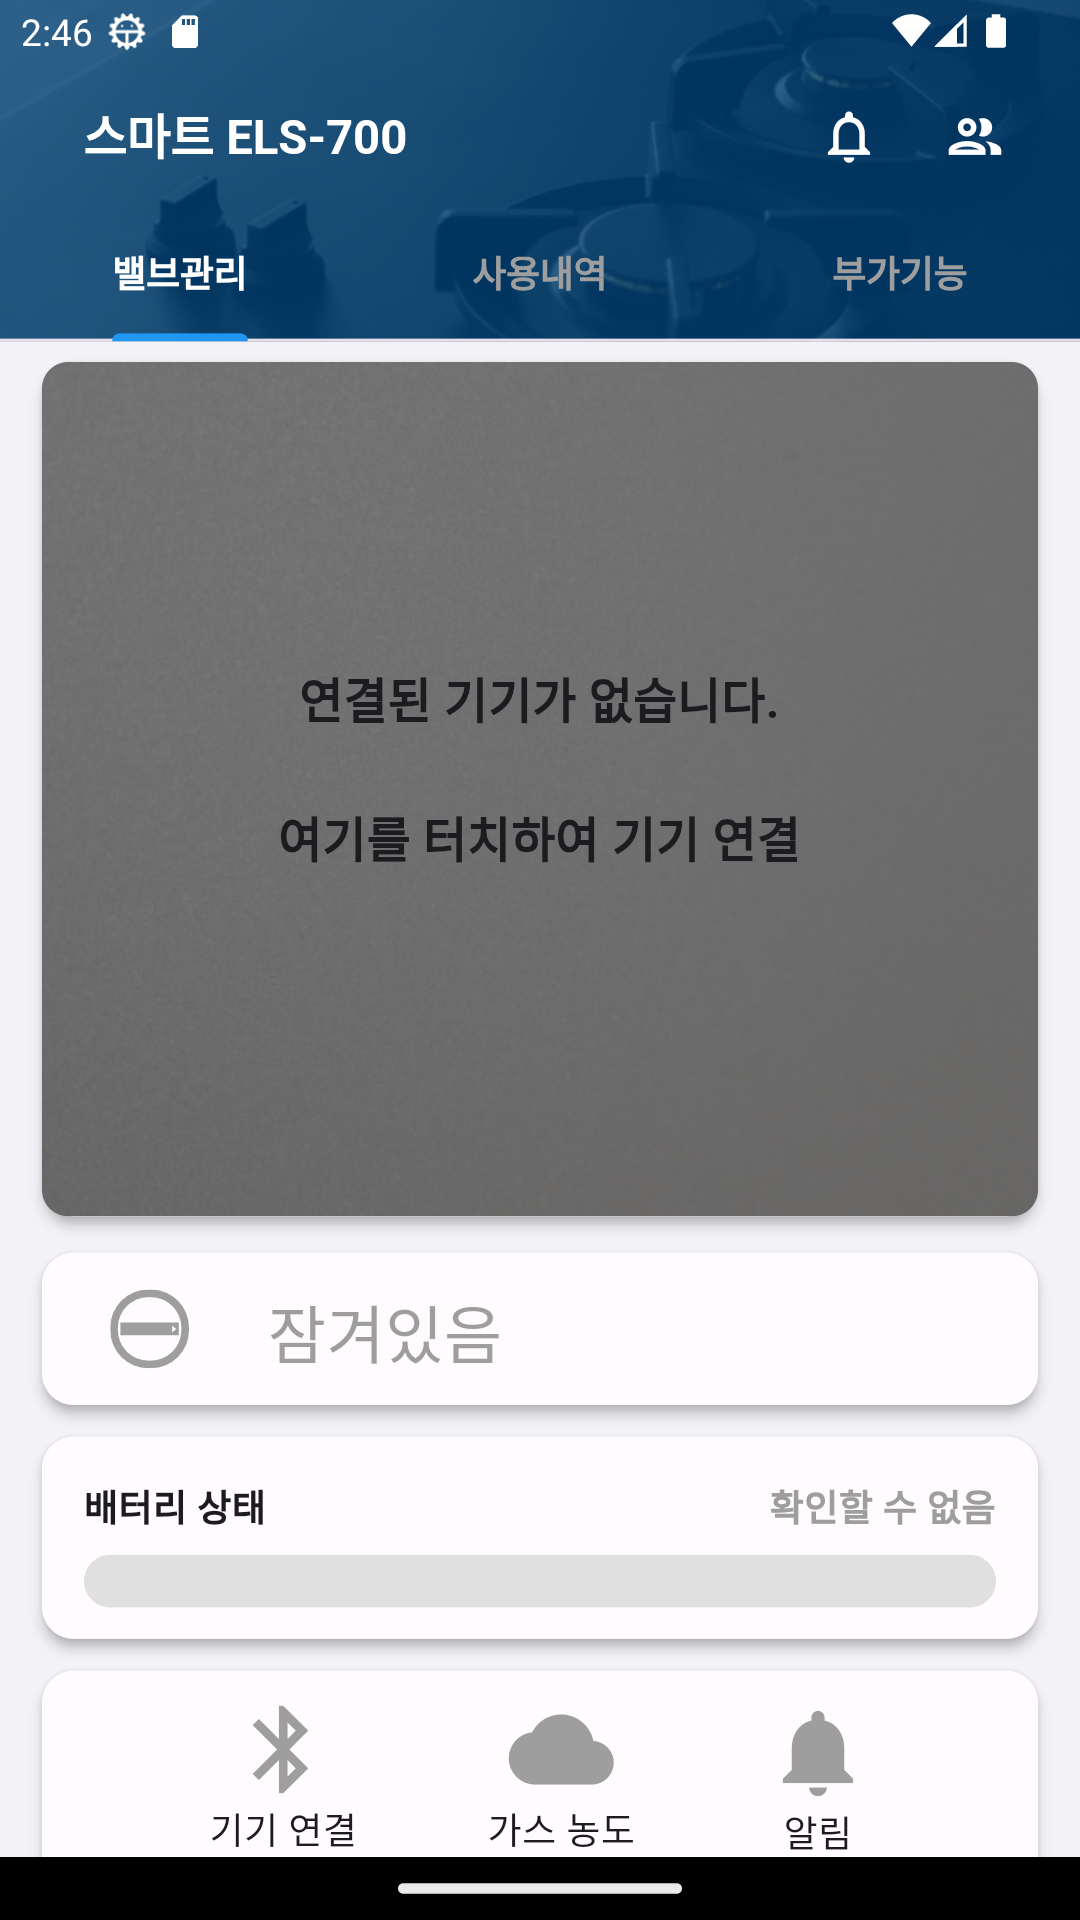 2:46
스마트 ELS-700
밸브관리
사용내역
부가기능
연결된 기기가 없습니다.
여기를 터치하여 기기 연결
잠겨있음
배터리 상태
확인할 수 없음
기기 연결
가스 농도
알림